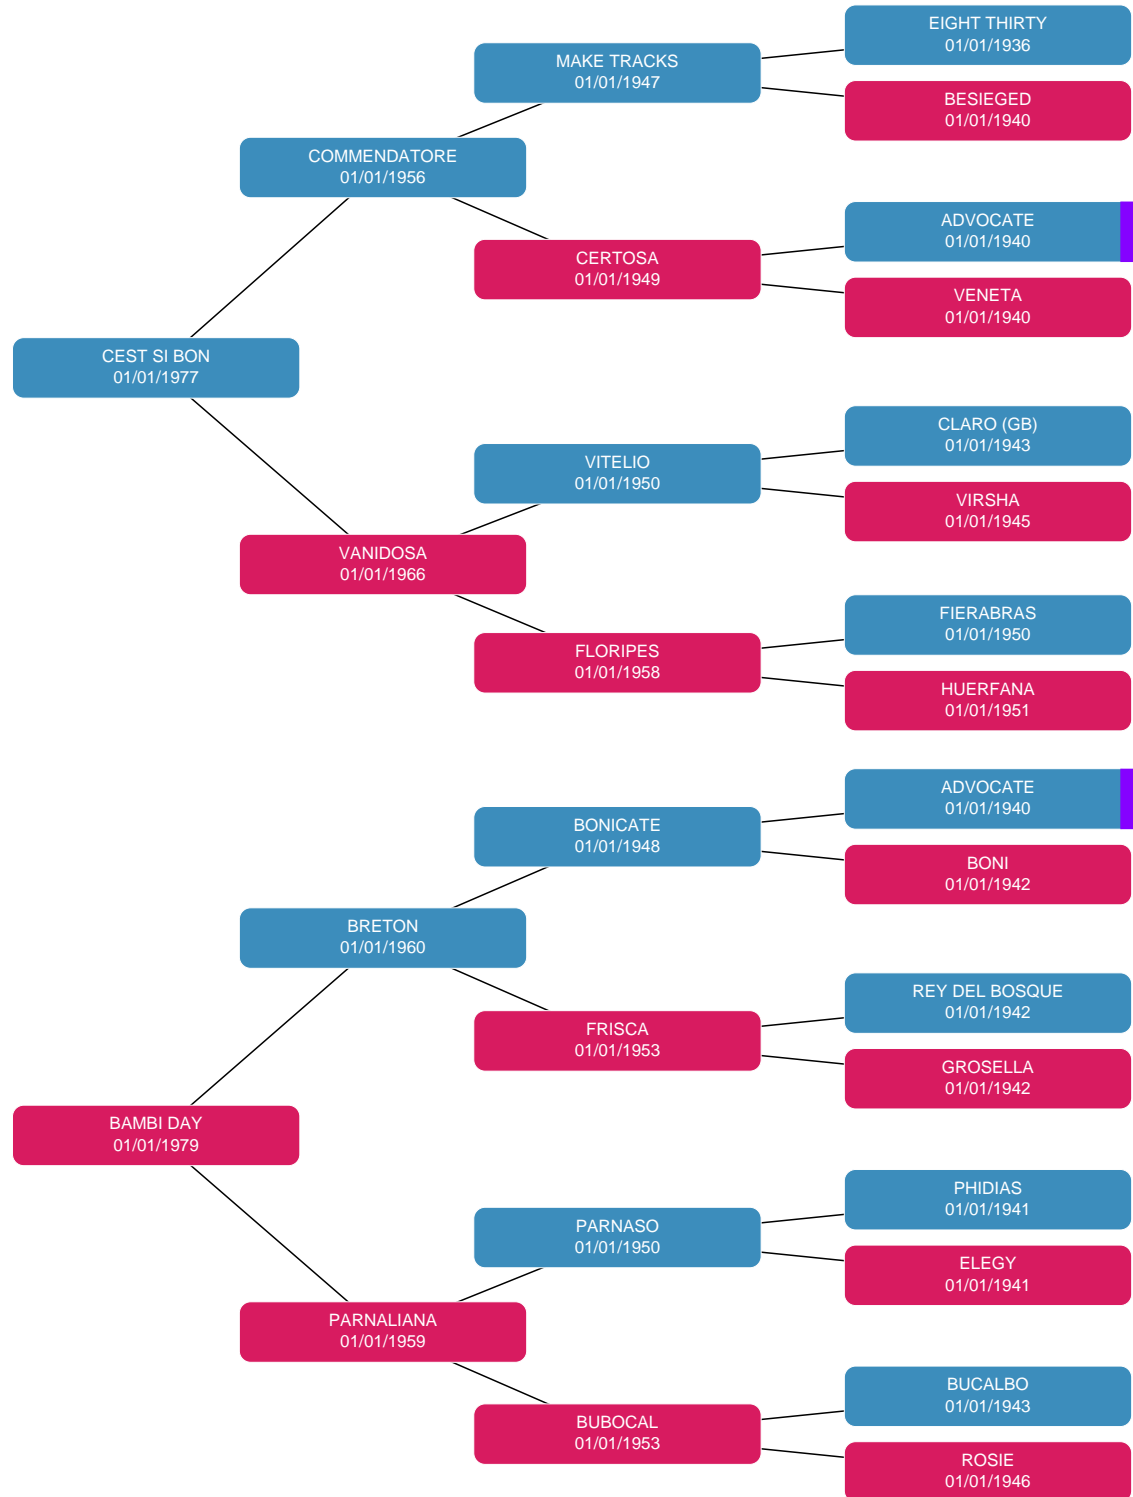 EIGHT THIRTY
01/01/1936
MAKE TRACKS
01/01/1947
BESIEGED
01/01/1940
COMMENDATORE
01/01/1956
ADVOCATE
01/01/1940
CERTOSA
01/01/1949
VENETA
01/01/1940
CEST SI BON
01/01/1977
CLARO (GB)
01/01/1943
VITELIO
01/01/1950
VIRSHA
01/01/1945
VANIDOSA
01/01/1966
FIERABRAS
01/01/1950
FLORIPES
01/01/1958
HUERFANA
01/01/1951
ADVOCATE
01/01/1940
BONICATE
01/01/1948
BONI
01/01/1942
BRETON
01/01/1960
REY DEL BOSQUE
01/01/1942
FRISCA
01/01/1953
GROSELLA
01/01/1942
BAMBI DAY
01/01/1979
PHIDIAS
01/01/1941
PARNASO
01/01/1950
ELEGY
01/01/1941
PARNALIANA
01/01/1959
BUCALBO
01/01/1943
BUBOCAL
01/01/1953
ROSIE
01/01/1946